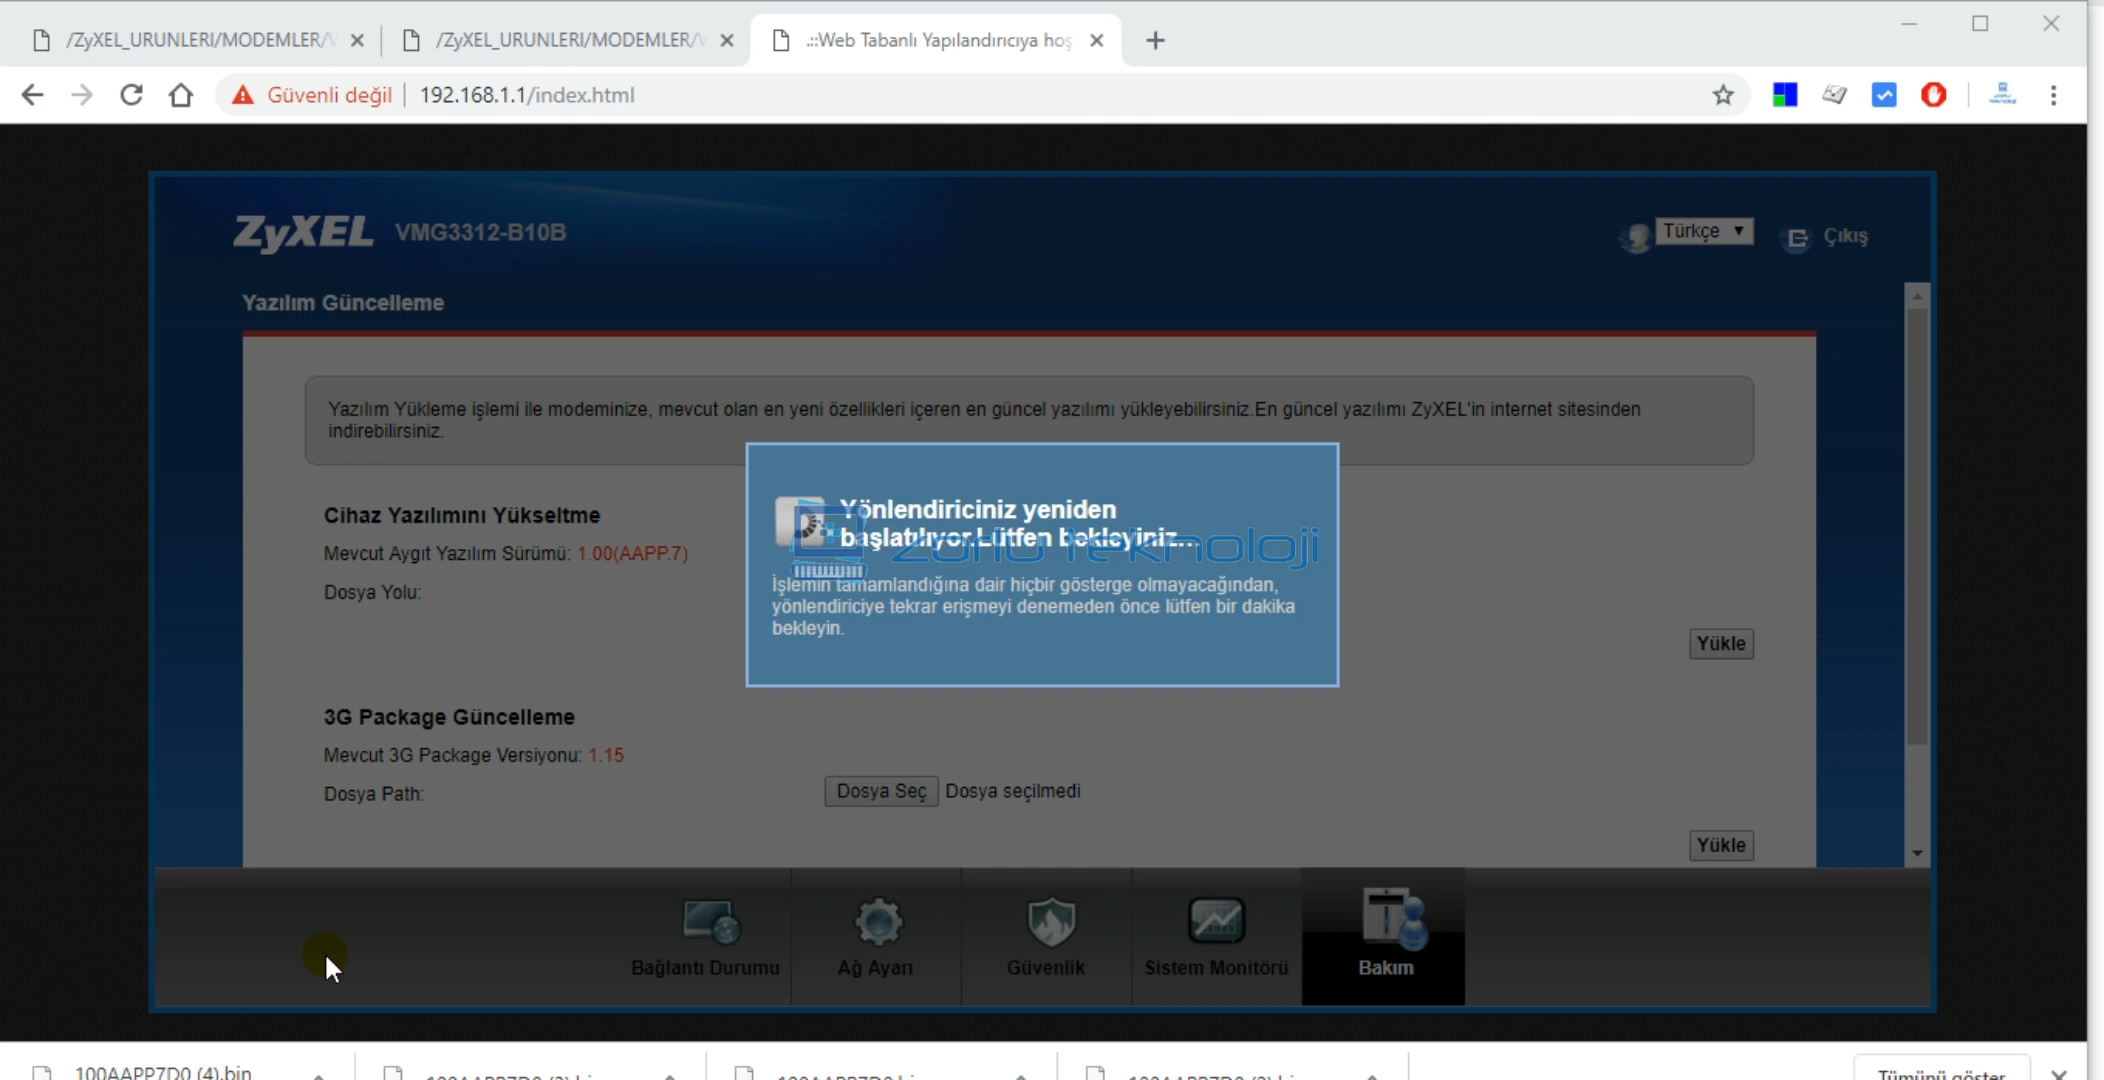 /ZyXEL_URUNLERI/MODEMLER/
/ZyXEL_URUNLERI/MODEMLER/
.::Web Tabanlı Yapılandırıcıya hoş
Güvenli değil
192.168.1.1/index.html
ZyXEL VMG3312-B10B
Türkçe
Çıkış
Yazılım Güncelleme
Yazılım Yükleme işlemi ile modeminize, mevcut olan en yeni özellikleri içeren en güncel yazılımı yükleyebilirsiniz.En güncel yazılımı ZyXEL'in internet sitesinden
indirebilirsiniz.
Cihaz Yazılımını Yükseltme
Mevcut Aygıt Yazılım Sürümü: 1.00(AAPP.7)
Dosya Yolu:
Yönlendiriciniz yeniden
başlatılıyor.Lütfen bekleyiniz...
zorlu teknoloji
İşlemin tamamlandığına dair hiçbir gösterge olmayacağından,
yönlendiriciye tekrar erişmeyi denemeden önce lütfen bir dakika
bekleyin.
Yükle
3G Package Güncelleme
Mevcut 3G Package Versiyonu: 1.15
Dosya Path:
Dosya Seç Dosya seçilmedi
Yükle
Bağlantı Durumu
Ağ Ayarı
Güvenlik
Sistem Monitörü
Bakım
100AAPP7D0 (4).bin
Tümünü göster